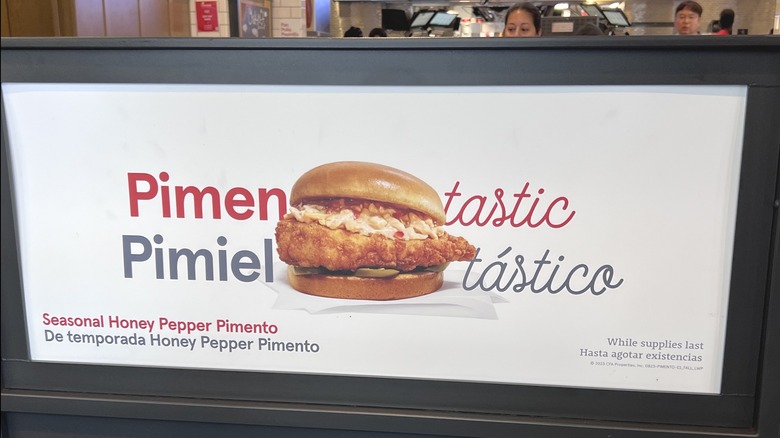 Pimen tastic
Pimiel tástico
Seasonal Honey Pepper Pimento
De temporada Honey Pepper Pimento
While supplies last
Hasta agotar existencias